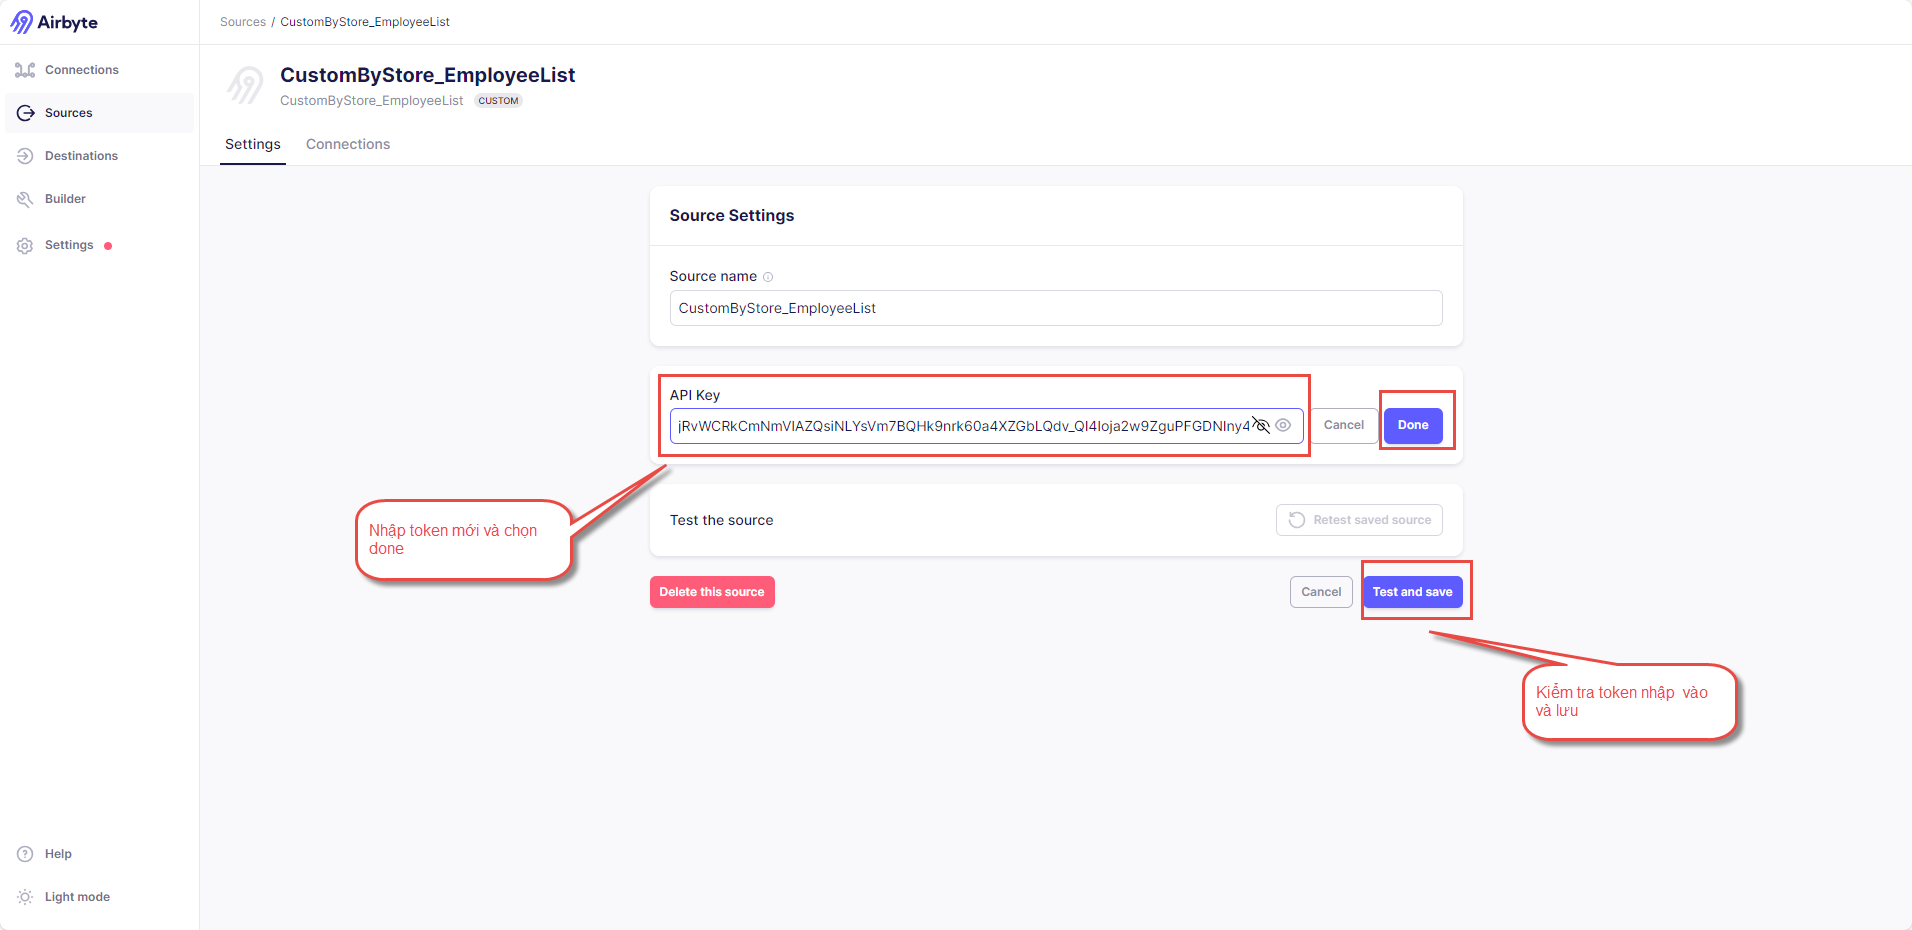 Airbyte
Sources / CustomByStore_EmployeeList
Connections
Sources
Destinations
Builder
Settings
CustomByStore_EmployeeList
CustomByStore_EmployeeList CUSTOM
Settings Connections
Source Settings
Source name
CustomByStore_EmployeeList
API Key
jRvWCRkCmNmVIAZQsiNLYsVm7BQHk9nrk60a4XZGbLQdv_QI4Ioja2w9ZguPFGDNIny4
Cancel
Done
Nhập token mới và chọn
done
Test the source
Retest saved source
Delete this source
Cancel
Test and save
Kiểm tra token nhập vào
và lưu
Help
Light mode